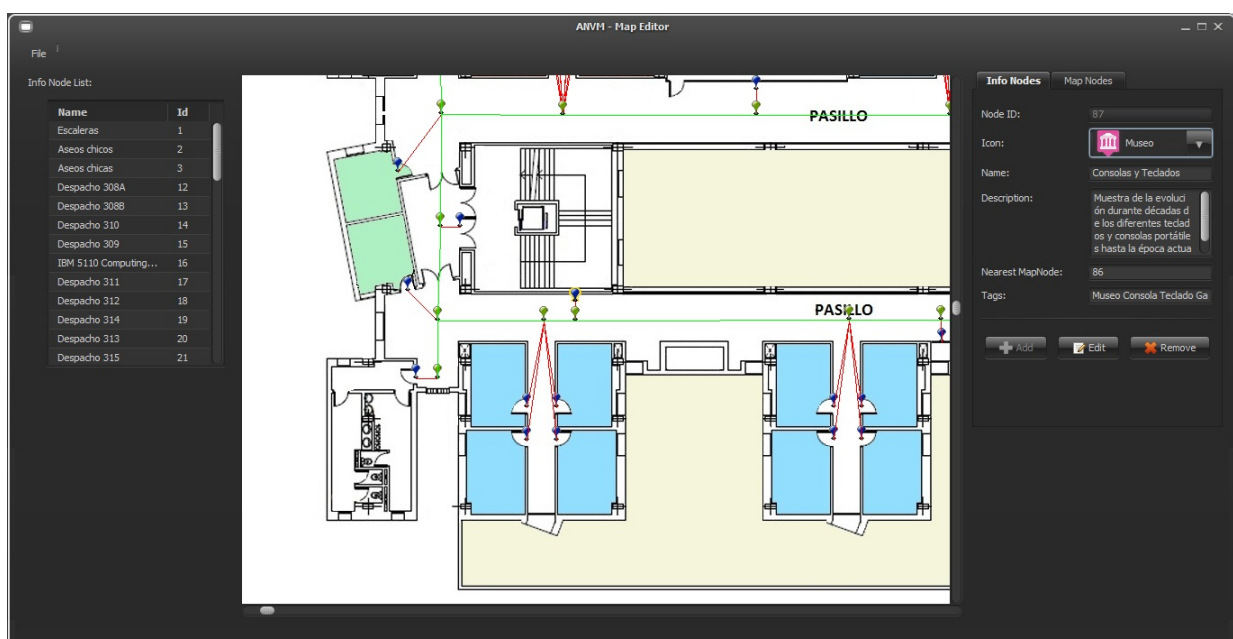 ANVM - Map Editor
File
Info Node List:
Name Id
Escaleras 1
Aseos chicos 2
Aseos chicas 3
Despacho 308A 12
Despacho 308B 13
Despacho 310 14
Despacho 309 15
IBM 5110 Computing... 16
Despacho 311 17
Despacho 312 18
Despacho 314 19
Despacho 313 20
Despacho 315 21
PASILLO
PASILLO
Info Nodes Map Nodes
Node ID: 87
Icon: Museo
Name: Consolas y Teclados
Description: Muestra de la evoluci
ón durante décadas d
e los diferentes teclad
os y consolas portátile
s hasta la época actua
Nearest MapNode: 86
Tags: Museo Consola Teclado Ga
Add Edit Remove